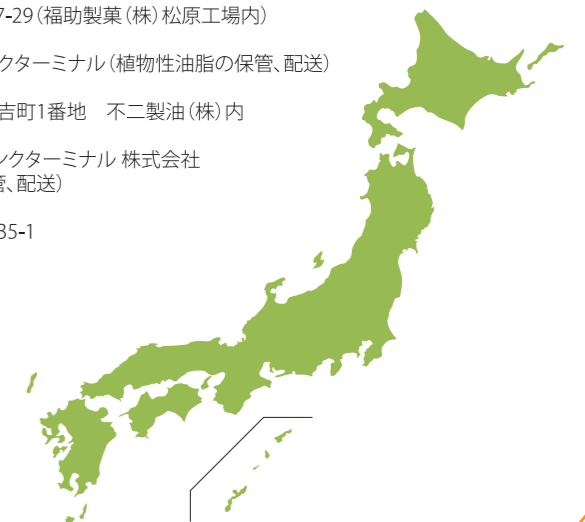 7-29（福助製菓（株）松原工場内）
クターミナル（植物性油脂の保管、配送）
吉町1番地　不二製油（株）内
ンクターミナル 株式会社
管、配送）
35-1